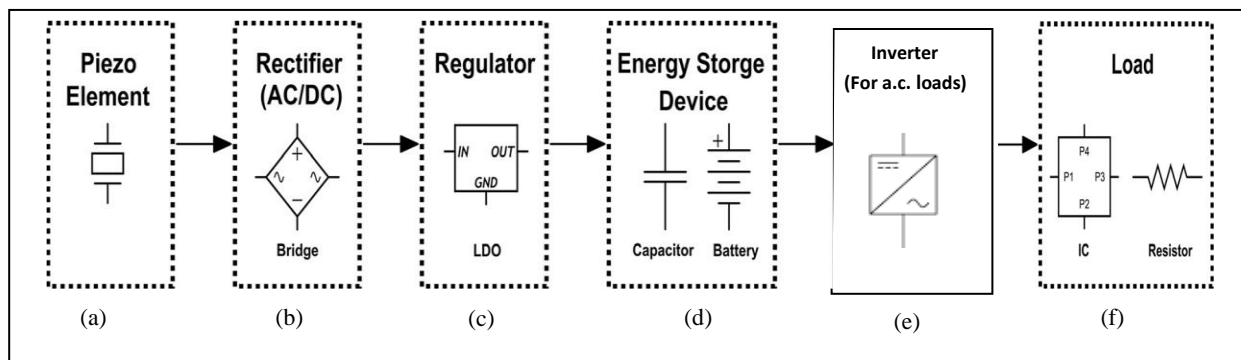 Piezo
Element
(a)
Rectifier
(AC/DC)
+
−
Bridge
(b)
Regulator
IN OUT
GND
LDO
(c)
Energy Storge
Device
+
Capacitor Battery
(d)
Inverter
(For a.c. loads)
(e)
Load
P4
P1 P3
P2
IC Resistor
(f)